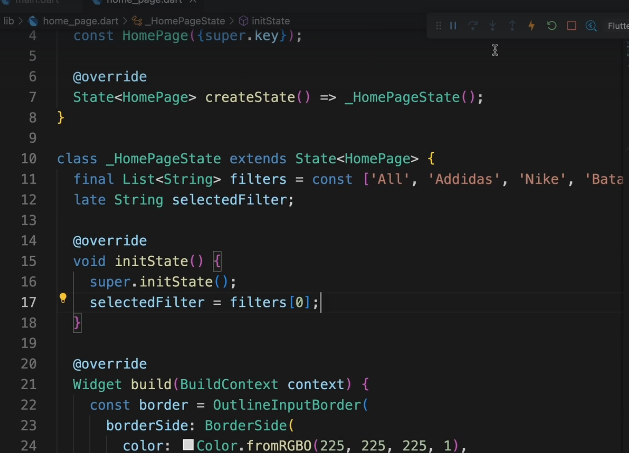 main.dart home_page.dart ×
lib > home_page.dart > _HomePageState > initState
Flutte
4 const HomePage({super.key});
5
6 @override
7 State<HomePage> createState() => _HomePageState();
8 }
9
10 class _HomePageState extends State<HomePage> {
11 final List<String> filters = const ['All', 'Addidas', 'Nike', 'Bata
12 late String selectedFilter;
13
14 @override
15 void initState() {
16 super.initState();
17 selectedFilter = filters[0];
18 }
19
20 @override
21 Widget build(BuildContext context) {
22 const border = OutlineInputBorder(
23 borderSide: BorderSide(
24 color: Color.fromRGBO(225, 225, 225, 1),